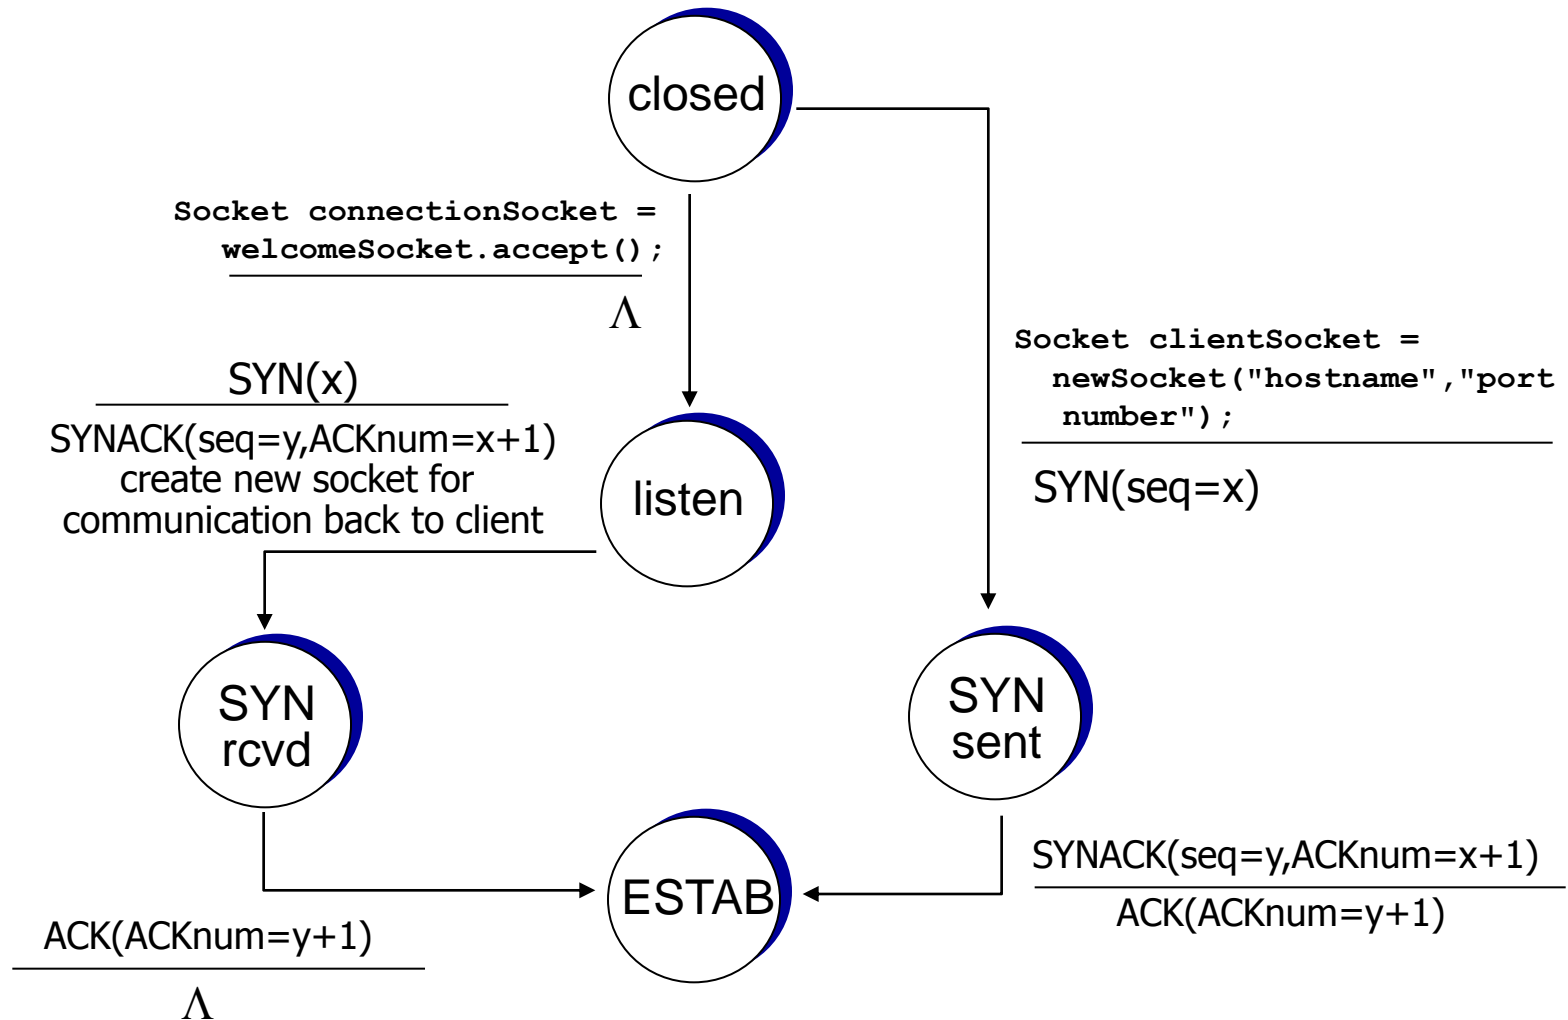 closed
Socket connectionSocket =
welcomeSocket.accept();
Λ
Socket clientSocket =
newSocket("hostname","port
number");
SYN(seq=x)
SYN(x)
SYNACK(seq=y,ACKnum=x+1)
create new socket for
communication back to client
listen
SYN
rcvd
SYN
sent
ESTAB
SYNACK(seq=y,ACKnum=x+1)
ACK(ACKnum=y+1)
ACK(ACKnum=y+1)
Λ